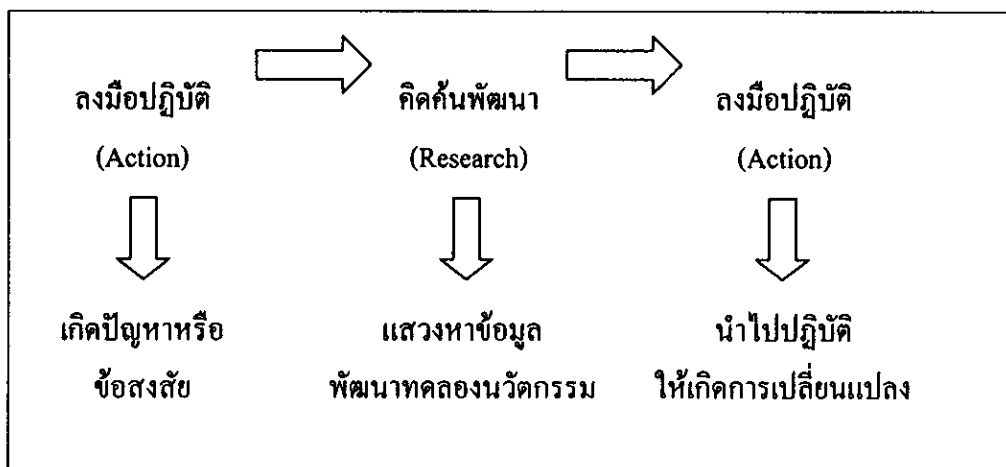 ลงมือปฏิบัติ
(Action)
คิดค้นพัฒนา
(Research)
ลงมือปฏิบัติ
(Action)
เกิดปัญหาหรือ
ข้อสงสัย
แสวงหาข้อมูล
พัฒนาทดลองนวัตกรรม
นำไปปฏิบัติ
ให้เกิดการเปลี่ยนแปลง